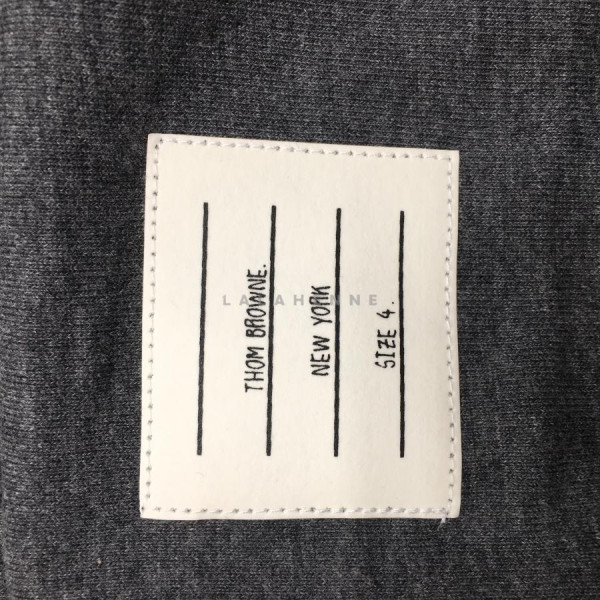 THOM BROWNE.
NEW YORK
SIZE 4.